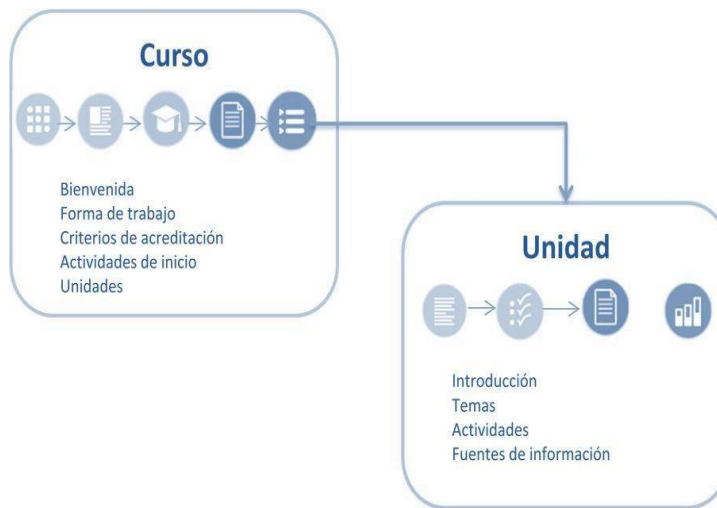 Curso
Bienvenida
Forma de trabajo
Criterios de acreditación
Actividades de inicio
Unidades
Unidad
Introducción
Temas
Actividades
Fuentes de información